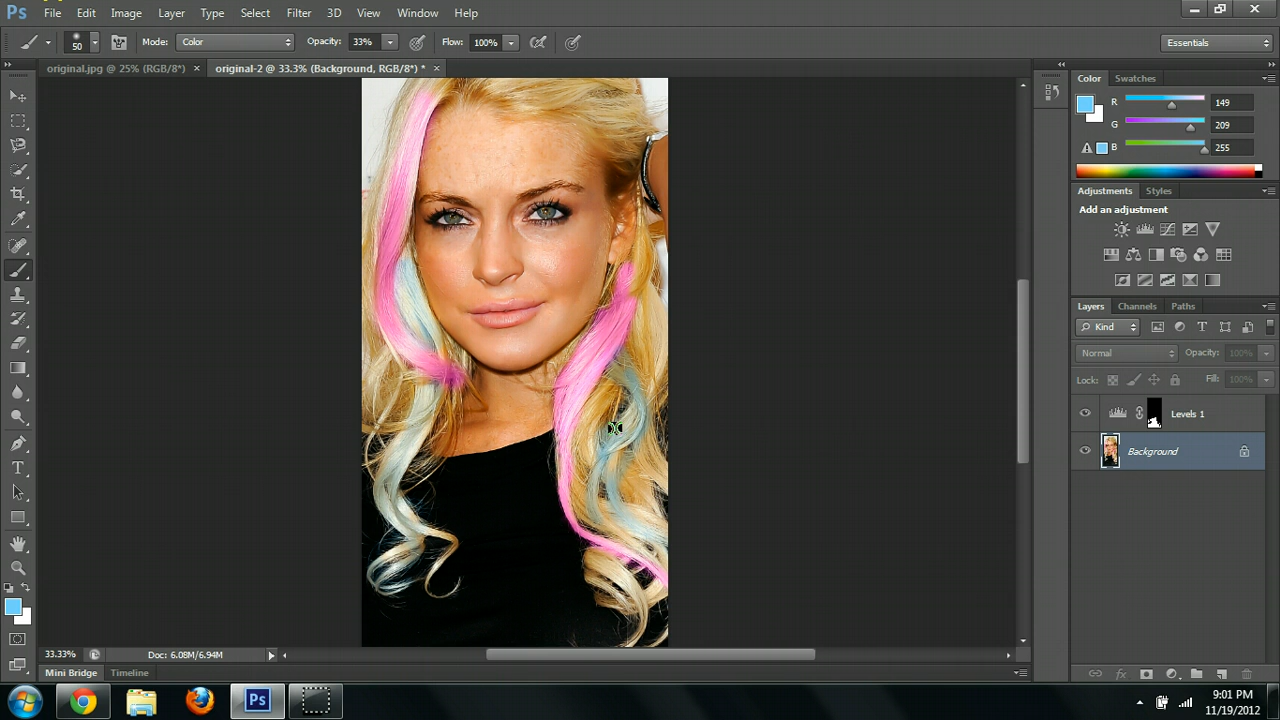 Ps File Edit Image Layer Type Select Filter 3D View Window Help
50 Mode: Color Opacity: 33% Flow: 100% Essentials
original.jpg @ 25% (RGB/8*) × original-2 @ 33.3% (Background, RGB/8*) * ×
Color Swatches
R 149
G 209
B 255
Adjustments Styles
Add an adjustment
Layers Channels Paths
Kind
Normal Opacity: 100%
Lock: Fill: 100%
Levels 1
Background
33.33% Doc: 6.08M/6.94M
Mini Bridge Timeline
Ps 9:01 PM
11/19/2012